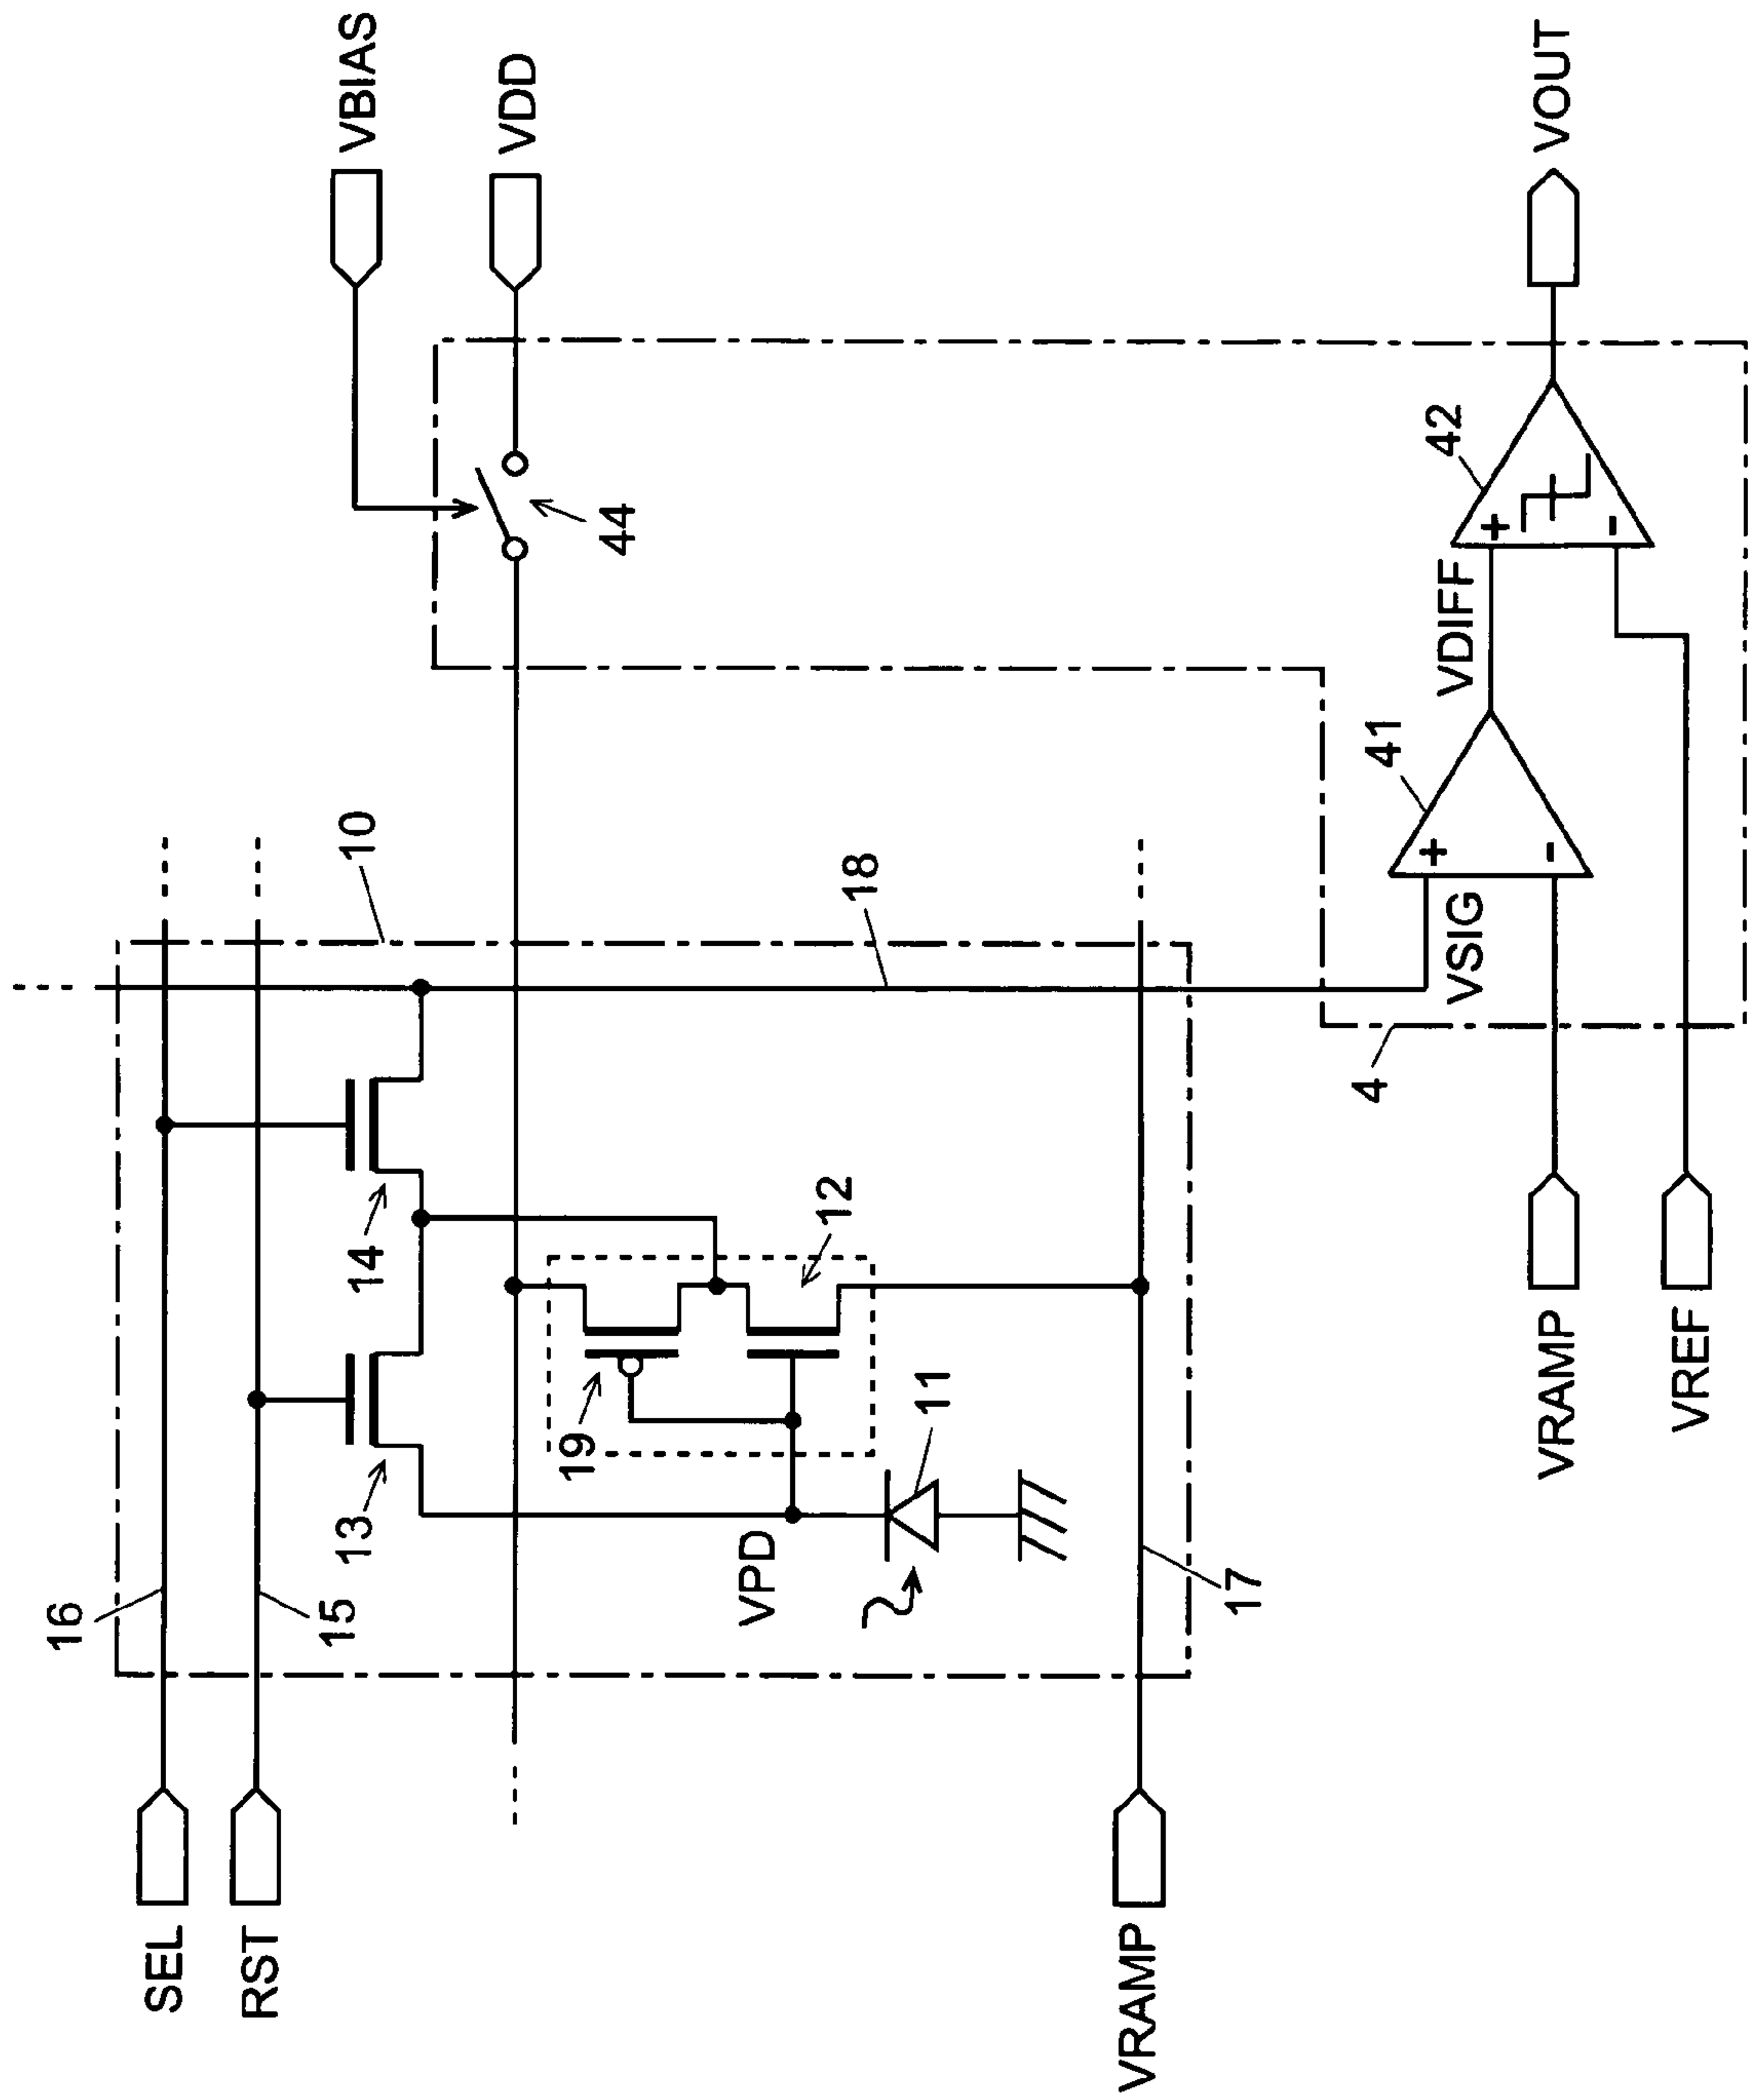 SEL
RST
VRAMP
16
15
13
14
10
19
12
VPD
11
17
18
VBIAS
VDD
44
4
VSIG
41
VDIFF
42
VOUT
VRAMP
VREF
+
-
+
-